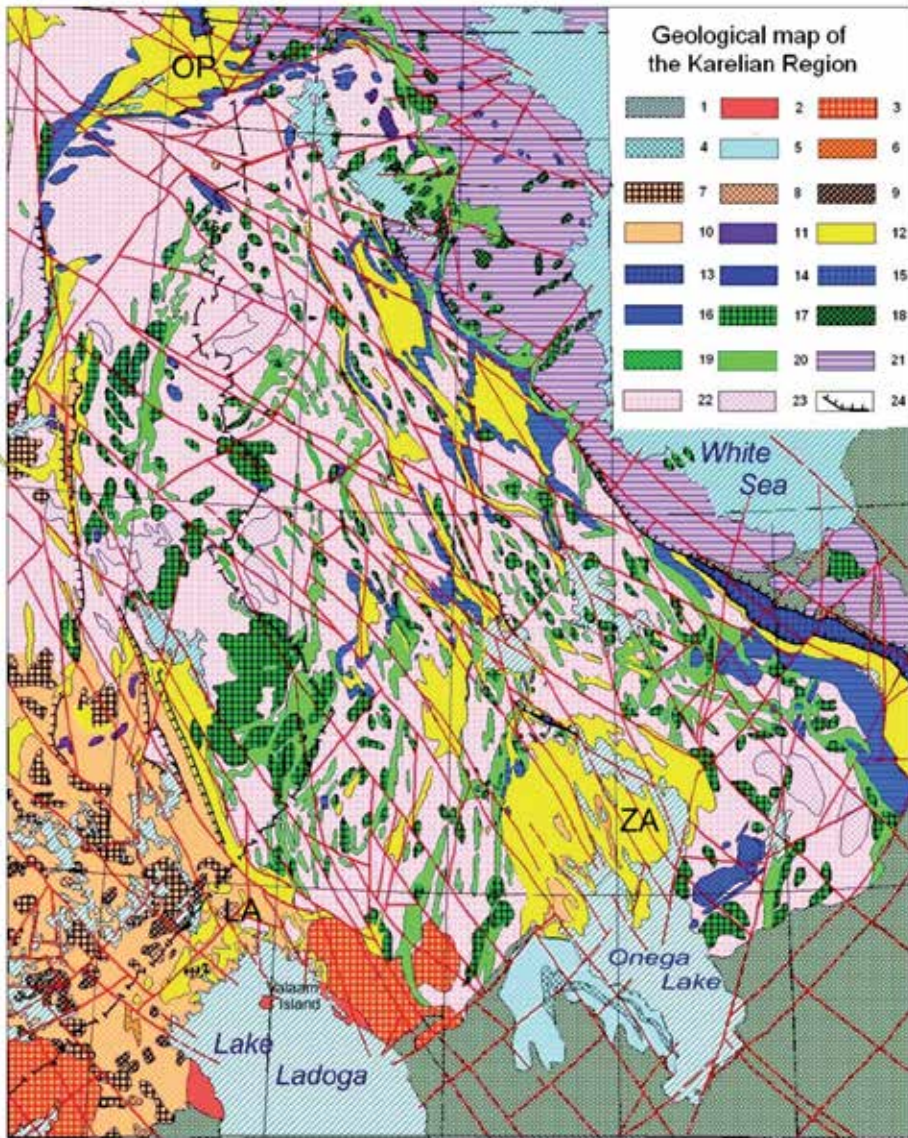 Geological map of
the Karelian Region
1 2 3
4 5 6
7 8 9
10 11 12
13 14 15
16 17 18
19 20 21
22 23 24
OP
White
Sea
ZA
LA
Onega
Lake
Valaam
Island
Lake
Ladoga